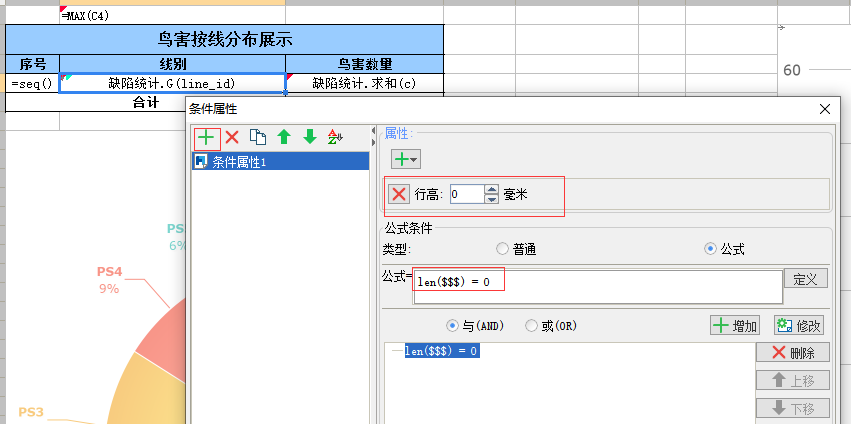 =MAX(C4)
鸟害按线分布展示
序号 线别 鸟害数量
=seq() 缺陷统计.G(line_id) 缺陷统计.求和(c)
合计
60
条件属性
条件属性1
属性:
行高: 0 毫米
公式条件
类型: 普通 公式
公式= len($$$) = 0 定义
与(AND) 或(OR) 增加 修改
len($$$) = 0
删除
上移
下移
PS
6%
PS4
9%
PS3